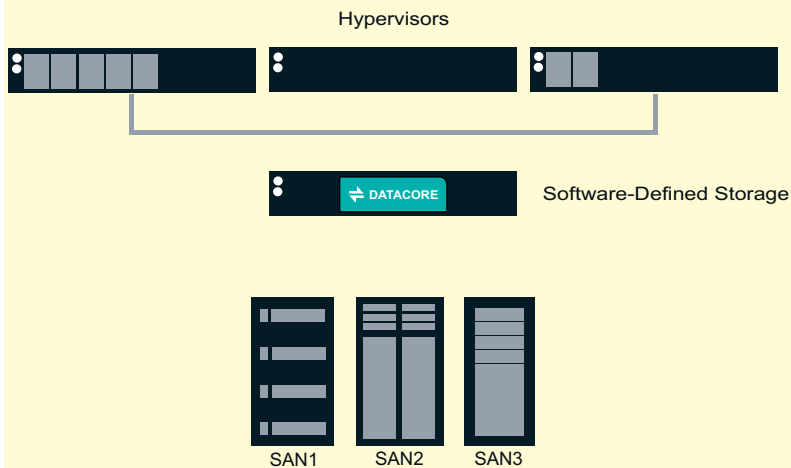 Hypervisors
DATACORE
Software-Defined Storage
SAN1
SAN2
SAN3